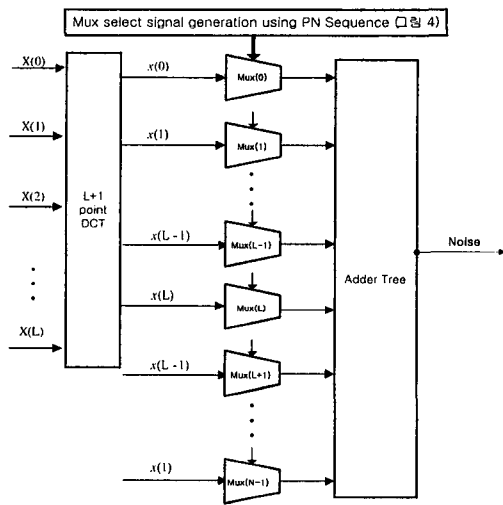 Mux select signal generation using PN Sequence (그림 4)
X(0)
x(0)
Mux(0)
X(1)
x(1)
Mux(1)
L+1
point
DCT
X(2)
x(L-1)
Mux(L-1)
Noise
Adder Tree
x(L)
Mux(L)
X(L)
x(L-1)
Mux(L+1)
x(1)
Mux(N-1)